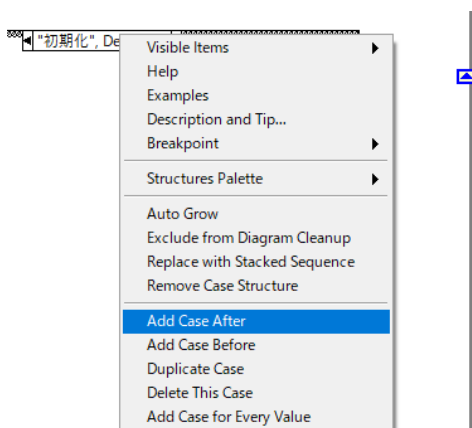 "初期化", De
Visible Items
Help
Examples
Description and Tip...
Breakpoint
Structures Palette
Auto Grow
Exclude from Diagram Cleanup
Replace with Stacked Sequence
Remove Case Structure
Add Case After
Add Case Before
Duplicate Case
Delete This Case
Add Case for Every Value